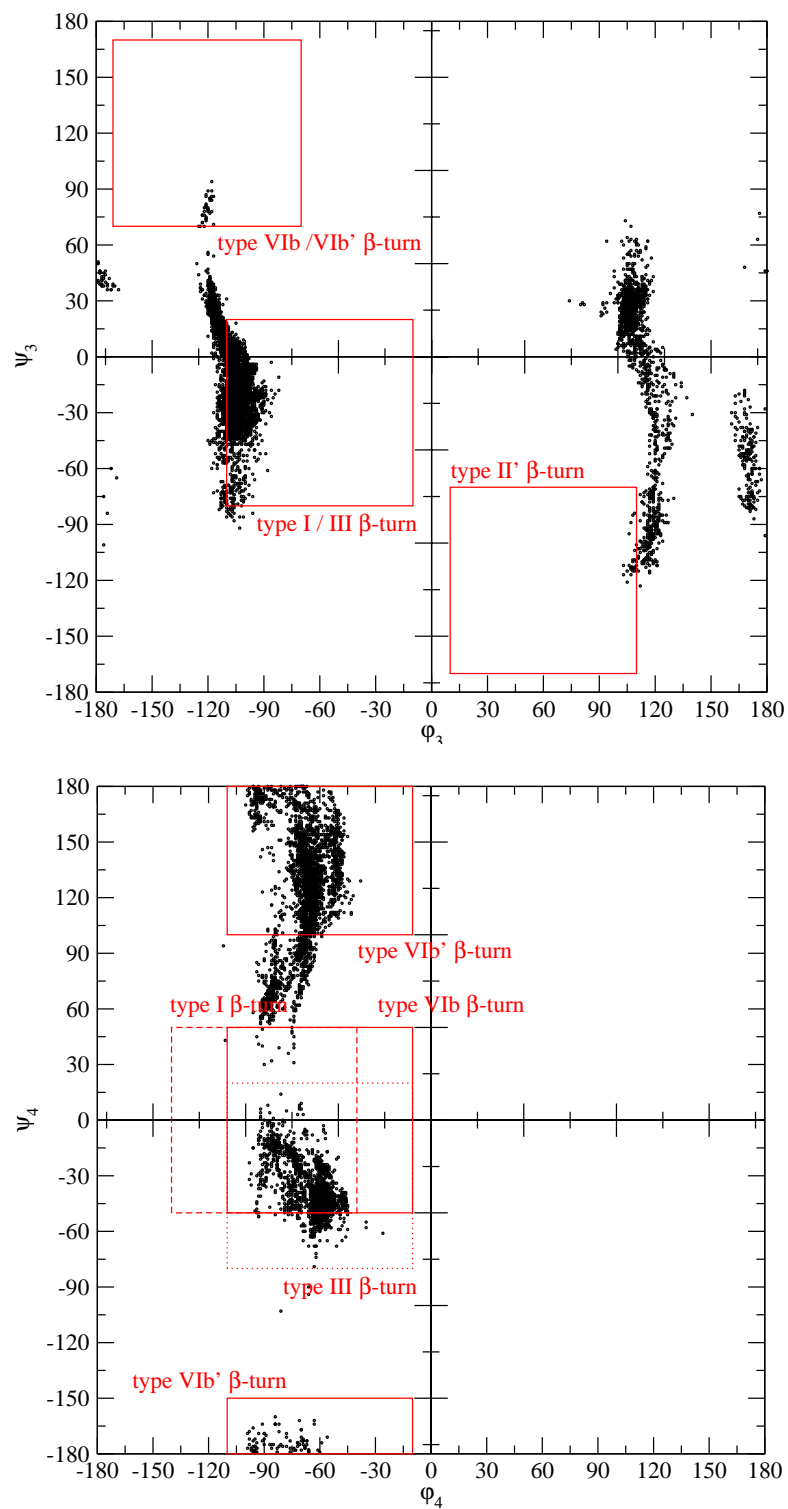 180
150
120
90
60
30
0
-30
-60
-90
-120
-150
-180
ψ3
type VIb /VIb' β-turn
type II' β-turn
type I / III β-turn
-180 -150 -120 -90 -60 -30 0 30 60 90 120 150 180
φ3
180
150
120
90
60
30
0
-30
-60
-90
-120
-150
-180
ψ4
type VIb' β-turn
type I β-turn type VIb β-turn
type III β-turn
type VIb' β-turn
-180 -150 -120 -90 -60 -30 0 30 60 90 120 150 180
φ4